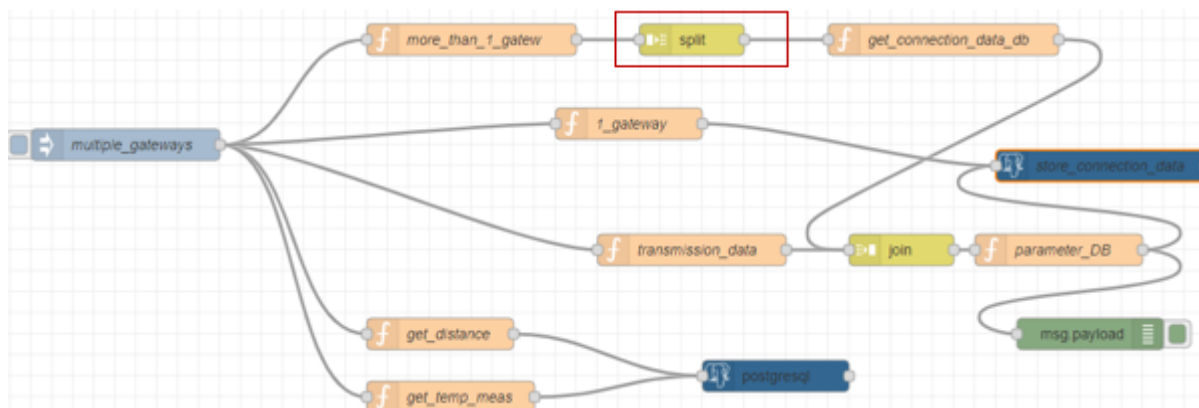 more_than_1_gatew
split
get_connection_data_db
1_gateway
multiple_gateways
store_connection_data
transmission_data
join
parameter_DB
get_distance
msg.payload
postgresql
get_temp_meas